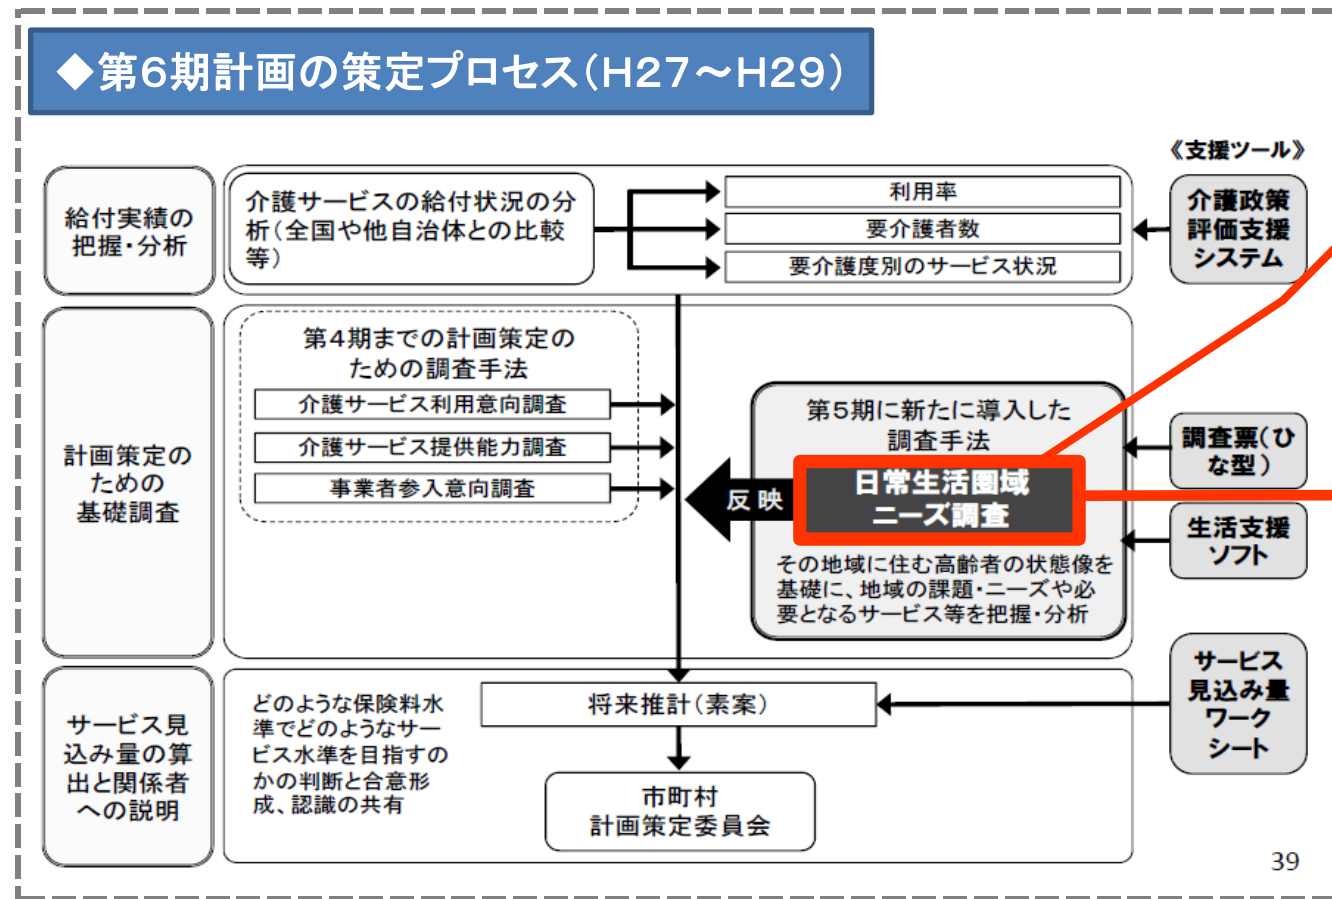 ◆第6期計画の策定プロセス(H27～H29)
《支援ツール》
給付実績の
把握・分析
介護サービスの給付状況の分
析(全国や他自治体との比較
等)
利用率
要介護者数
要介護度別のサービス状況
介護政策
評価支援
システム
計画策定の
ための
基礎調査
第4期までの計画策定の
ための調査手法
介護サービス利用意向調査
介護サービス提供能力調査
事業者参入意向調査
反映
第5期に新たに導入した
調査手法
日常生活圏域
ニーズ調査
その地域に住む高齢者の状態像を
基礎に、地域の課題・ニーズや必
要となるサービス等を把握・分析
調査票(ひ
な型)
生活支援
ソフト
サービス見
込み量の算
出と関係者
への説明
どのような保険料水
準でどのようなサー
ビス水準を目指すの
かの判断と合意形
成、認識の共有
将来推計(素案)
市町村
計画策定委員会
サービス
見込み量
ワーク
シート
39